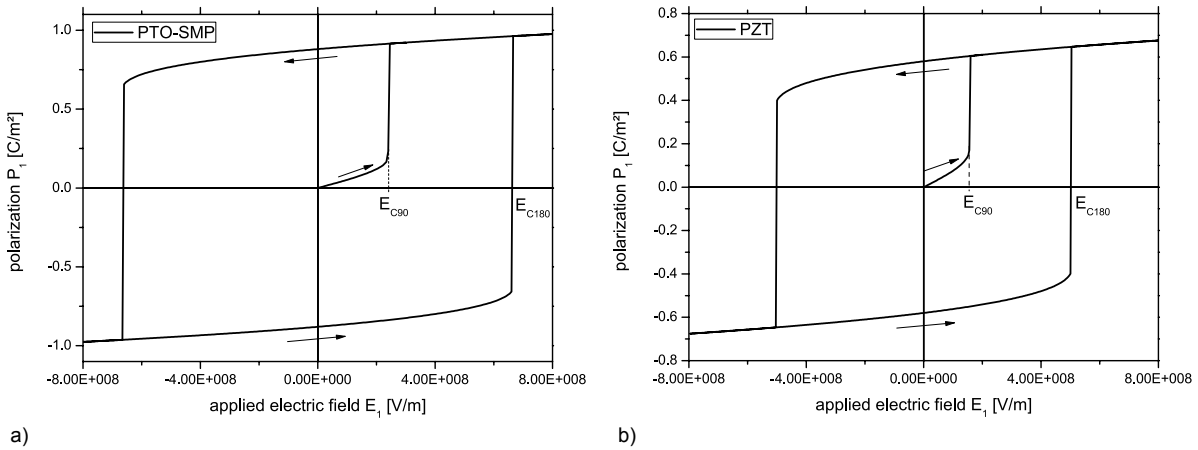 PTO-SMP
polarization P₁ [C/m²]
1.0
0.5
0.0
-0.5
-1.0
E_C90
E_C180
-8.00E+008 -4.00E+008 0.00E+000 4.00E+008 8.00E+008
applied electric field E₁ [V/m]
a)
PZT
polarization P₁ [C/m²]
0.8
0.6
0.4
0.2
0.0
-0.2
-0.4
-0.6
-0.8
E_C90
E_C180
-8.00E+008 -4.00E+008 0.00E+000 4.00E+008 8.00E+008
applied electric field E₁ [V/m]
b)